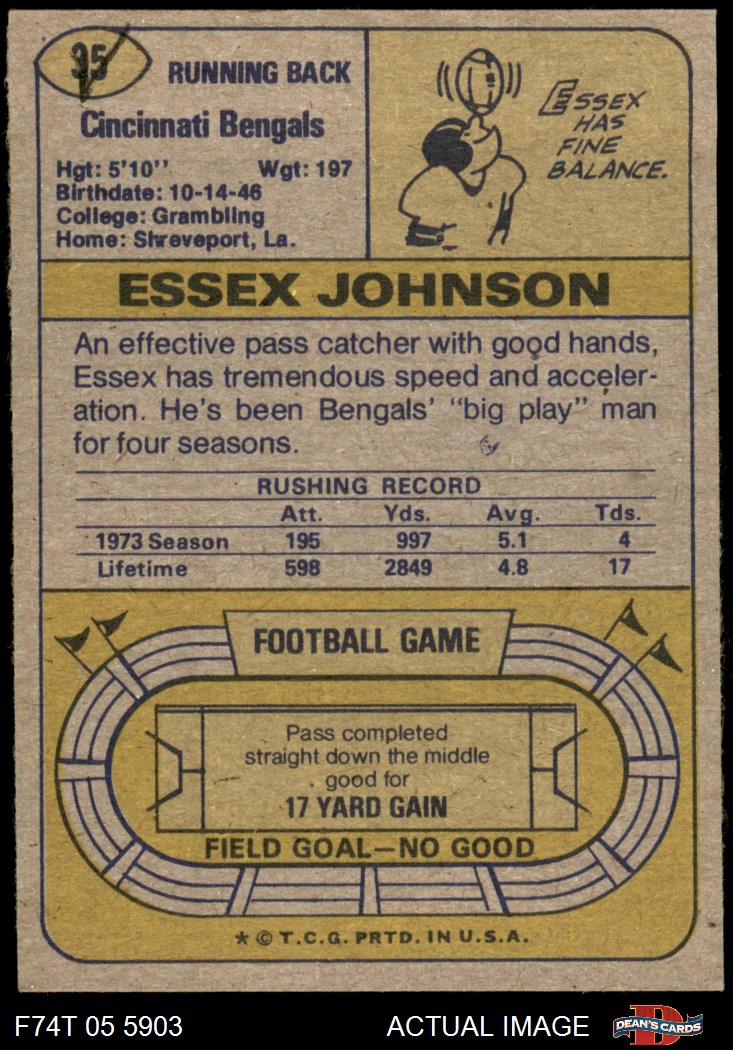 95
RUNNING BACK
Cincinnati Bengals
Hgt: 5'10'' Wgt: 197
Birthdate: 10-14-46
College: Grambling
Home: Shreveport, La.
ESSEX
HAS
FINE
BALANCE.
ESSEX JOHNSON
An effective pass catcher with good hands,
Essex has tremendous speed and acceler-
ation. He's been Bengals' "big play" man
for four seasons.
RUSHING RECORD
Att. Yds. Avg. Tds.
1973 Season 195 997 5.1 4
Lifetime 598 2849 4.8 17
FOOTBALL GAME
Pass completed
straight down the middle
good for
17 YARD GAIN
FIELD GOAL—NO GOOD
* © T.C.G. PRTD. IN U.S.A.
F74T 05 5903 ACTUAL IMAGE
D
DEAN'S CARDS